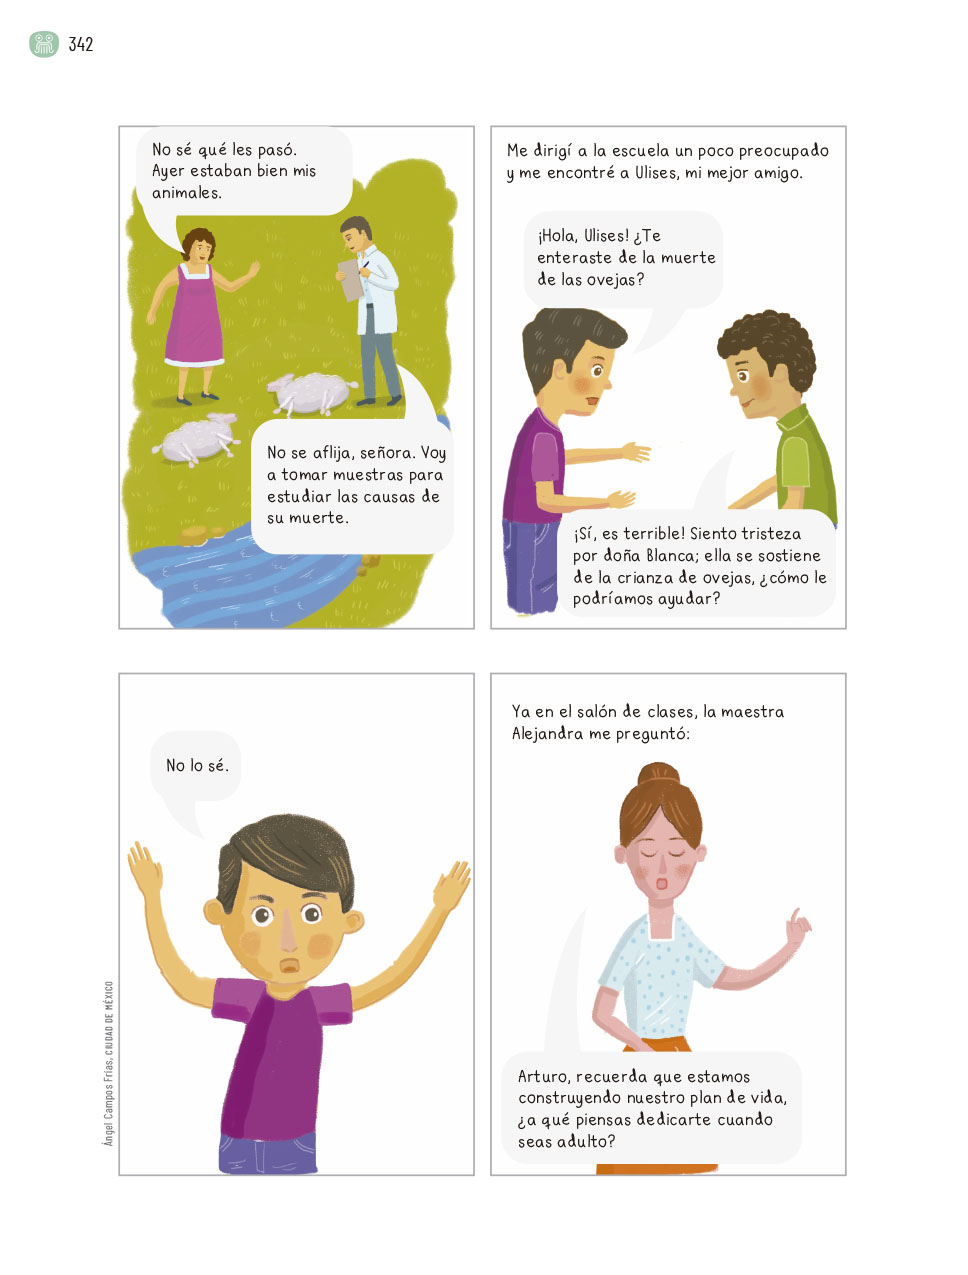 342
No sé qué les pasó.
Ayer estaban bien mis
animales.
No se aflija, señora. Voy
a tomar muestras para
estudiar las causas de
su muerte.
Me dirigí a la escuela un poco preocupado
y me encontré a Ulises, mi mejor amigo.
¡Hola, Ulises! ¿Te
enteraste de la muerte
de las ovejas?
¡Sí, es terrible! Siento tristeza
por doña Blanca; ella se sostiene
de la crianza de ovejas, ¿cómo le
podríamos ayudar?
No lo sé.
Ya en el salón de clases, la maestra
Alejandra me preguntó:
Arturo, recuerda que estamos
construyendo nuestro plan de vida,
¿a qué piensas dedicarte cuando
seas adulto?
Ángel Campos Frías, CIUDAD DE MÉXICO